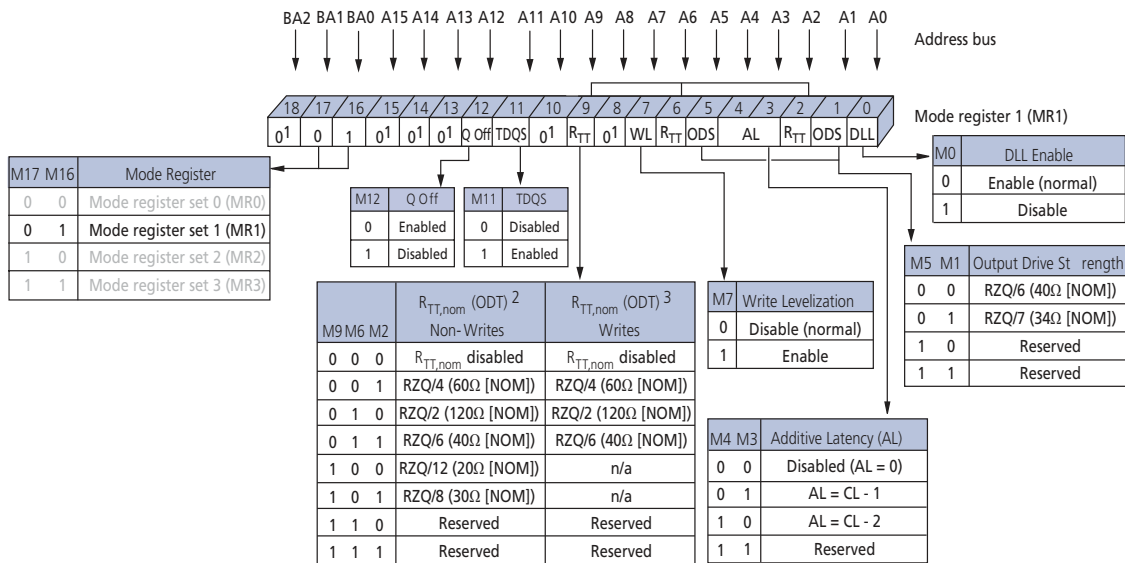 BA2 BA1 BA0 A15 A14 A13 A12 A11 A10 A9 A8 A7 A6 A5 A4 A3 A2 A1 A0
Address bus
18 17 16 15 14 13 12 11 10 9 8 7 6 5 4 3 2 1 0
Mode register 1 (MR1)
0¹ 0 1 0¹ 0¹ 0¹ Q Off TDQS 0¹ RTT 0¹ WL RTT ODS AL RTT ODS DLL
M17 M16 Mode Register
0 0 Mode register set 0 (MR0)
0 1 Mode register set 1 (MR1)
1 0 Mode register set 2 (MR2)
1 1 Mode register set 3 (MR3)
M12 Q Off
0 Enabled
1 Disabled
M11 TDQS
0 Disabled
1 Enabled
M0 DLL Enable
0 Enable (normal)
1 Disable
M5 M1 Output Drive St rength
0 0 RZQ/6 (40Ω [NOM])
0 1 RZQ/7 (34Ω [NOM])
1 0 Reserved
1 1 Reserved
M9 M6 M2 RTT,nom (ODT) ² Non-Writes RTT,nom (ODT) ³ Writes
0 0 0 RTT,nom disabled RTT,nom disabled
0 0 1 RZQ/4 (60Ω [NOM]) RZQ/4 (60Ω [NOM])
0 1 0 RZQ/2 (120Ω [NOM]) RZQ/2 (120Ω [NOM])
0 1 1 RZQ/6 (40Ω [NOM]) RZQ/6 (40Ω [NOM])
1 0 0 RZQ/12 (20Ω [NOM]) n/a
1 0 1 RZQ/8 (30Ω [NOM]) n/a
1 1 0 Reserved Reserved
1 1 1 Reserved Reserved
M7 Write Levelization
0 Disable (normal)
1 Enable
M4 M3 Additive Latency (AL)
0 0 Disabled (AL = 0)
0 1 AL = CL - 1
1 0 AL = CL - 2
1 1 Reserved